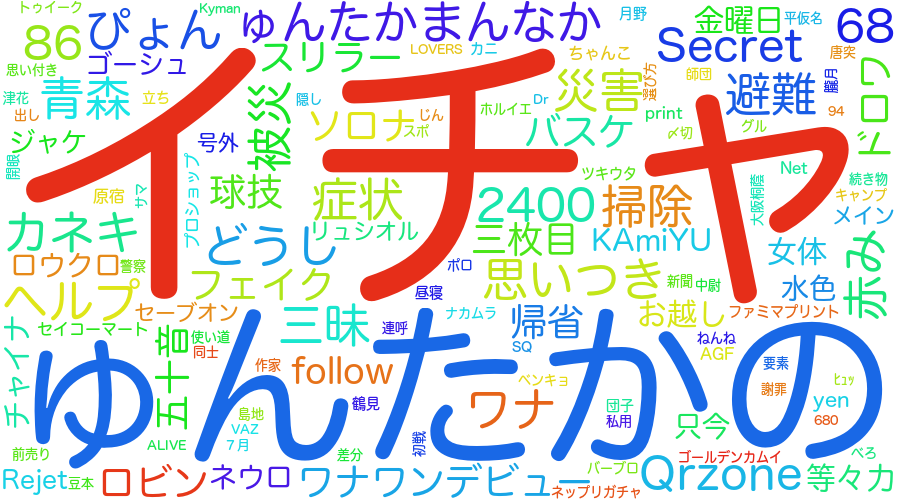 トゥイーク
Kyman
ゅんたかまんなか
月野
金曜日
平仮名
68
86
ぴょん
LOVERS
カニ
ちゃんこ
Secret
唐突
思い付き
ゴーシュ
スリラー
選び方
師団
朧月
ドロワ
青森
津花
立ち
隠し
Dr
災害
避難
出し
被災
ソロナ
じん
スポ
ホルイエ
print
94
ジャケ
号外
バスケ
〆切
グル
イチャ
開眼
プロショップ
サマ
球技
症状
ツキウタ
Net
続き物
原宿
2400
掃除
大阪桐蔭
キャンプ
メイン
カネキ
どうし
リュシオル
三枚目
KAmiYU
女体
赤み
ロウクロ
警察
フェイク
ポロ
思いつき
新聞
中尉
水色
ヘルプ
昼寝
セーブオン
ナカムラ
帰省
お越し
ファミマプリント
チャイナ
セイコーマート
使い道
三昧
連呼
SQ
ねんね
同士
AGF
五十音
作家
follow
ペンキョ
要素
ﾋｭｯ
ゅんたかの
謝罪
yen
鶴見
ワナ
団子
私用
680
島地
VAZ
7月
初戦
只今
ALIVE
前売り
差分
ゴールデンカムイ
べろ
Rejet
豆本
ロビン
ネウロ
ワナワンデビュー
バーブロ
Qrzone
等々力
ネップリガチャ